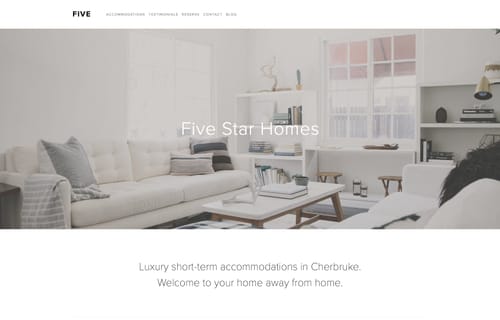 FIVE
ACCOMMODATIONS TESTIMONIALS RESERVE CONTACT BLOG
Five Star Homes
Luxury short-term accommodations in Cherbruke.
Welcome to your home away from home.